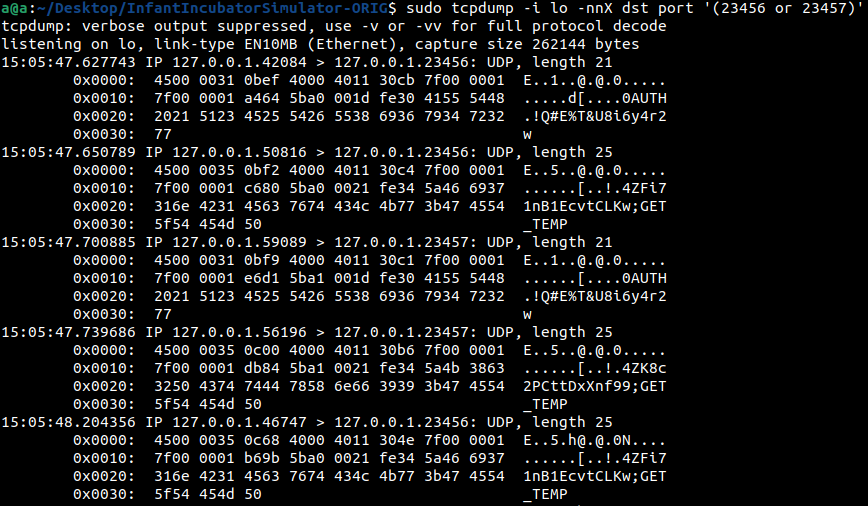 a@a:~/Desktop/InfantIncubatorSimulator-ORIG$ sudo tcpdump -i lo -nnX dst port '(23456 or 23457)'
tcpdump: verbose output suppressed, use -v or -vv for full protocol decode
listening on lo, link-type EN10MB (Ethernet), capture size 262144 bytes
15:05:47.627743 IP 127.0.0.1.42084 > 127.0.0.1.23456: UDP, length 21
0x0000:  4500 0031 0bef 4000 4011 30cb 7f00 0001  E..1..@.@.0.....
0x0010:  7f00 0001 a464 5ba0 001d fe30 4155 5448  .....d[....0AUTH
0x0020:  2021 5123 4525 5426 5538 6936 7934 7232  .!Q#E%T&U8i6y4r2
0x0030:  77                                       w
15:05:47.650789 IP 127.0.0.1.50816 > 127.0.0.1.23456: UDP, length 25
0x0000:  4500 0035 0bf2 4000 4011 30c4 7f00 0001  E..5..@.@.0.....
0x0010:  7f00 0001 c680 5ba0 0021 fe34 5a46 6937  ......[..!.4ZFi7
0x0020:  316e 4231 4563 7674 434c 4b77 3b47 4554  1nB1EcvtCLKw;GET
0x0030:  5f54 454d 50                             _TEMP
15:05:47.700885 IP 127.0.0.1.59089 > 127.0.0.1.23457: UDP, length 21
0x0000:  4500 0031 0bf9 4000 4011 30c1 7f00 0001  E..1..@.@.0.....
0x0010:  7f00 0001 e6d1 5ba1 001d fe30 4155 5448  ......[....0AUTH
0x0020:  2021 5123 4525 5426 5538 6936 7934 7232  .!Q#E%T&U8i6y4r2
0x0030:  77                                       w
15:05:47.739686 IP 127.0.0.1.56196 > 127.0.0.1.23457: UDP, length 25
0x0000:  4500 0035 0c00 4000 4011 30b6 7f00 0001  E..5..@.@.0.....
0x0010:  7f00 0001 db84 5ba1 0021 fe34 5a4b 3863  ......[..!.4ZK8c
0x0020:  3250 4374 7444 7858 6e66 3939 3b47 4554  2PCttDxXnf99;GET
0x0030:  5f54 454d 50                             _TEMP
15:05:48.204356 IP 127.0.0.1.46747 > 127.0.0.1.23456: UDP, length 25
0x0000:  4500 0035 0c68 4000 4011 304e 7f00 0001  E..5.h@.@.0N....
0x0010:  7f00 0001 b69b 5ba0 0021 fe34 5a46 6937  ......[..!.4ZFi7
0x0020:  316e 4231 4563 7674 434c 4b77 3b47 4554  1nB1EcvtCLKw;GET
0x0030:  5f54 454d 50                             _TEMP